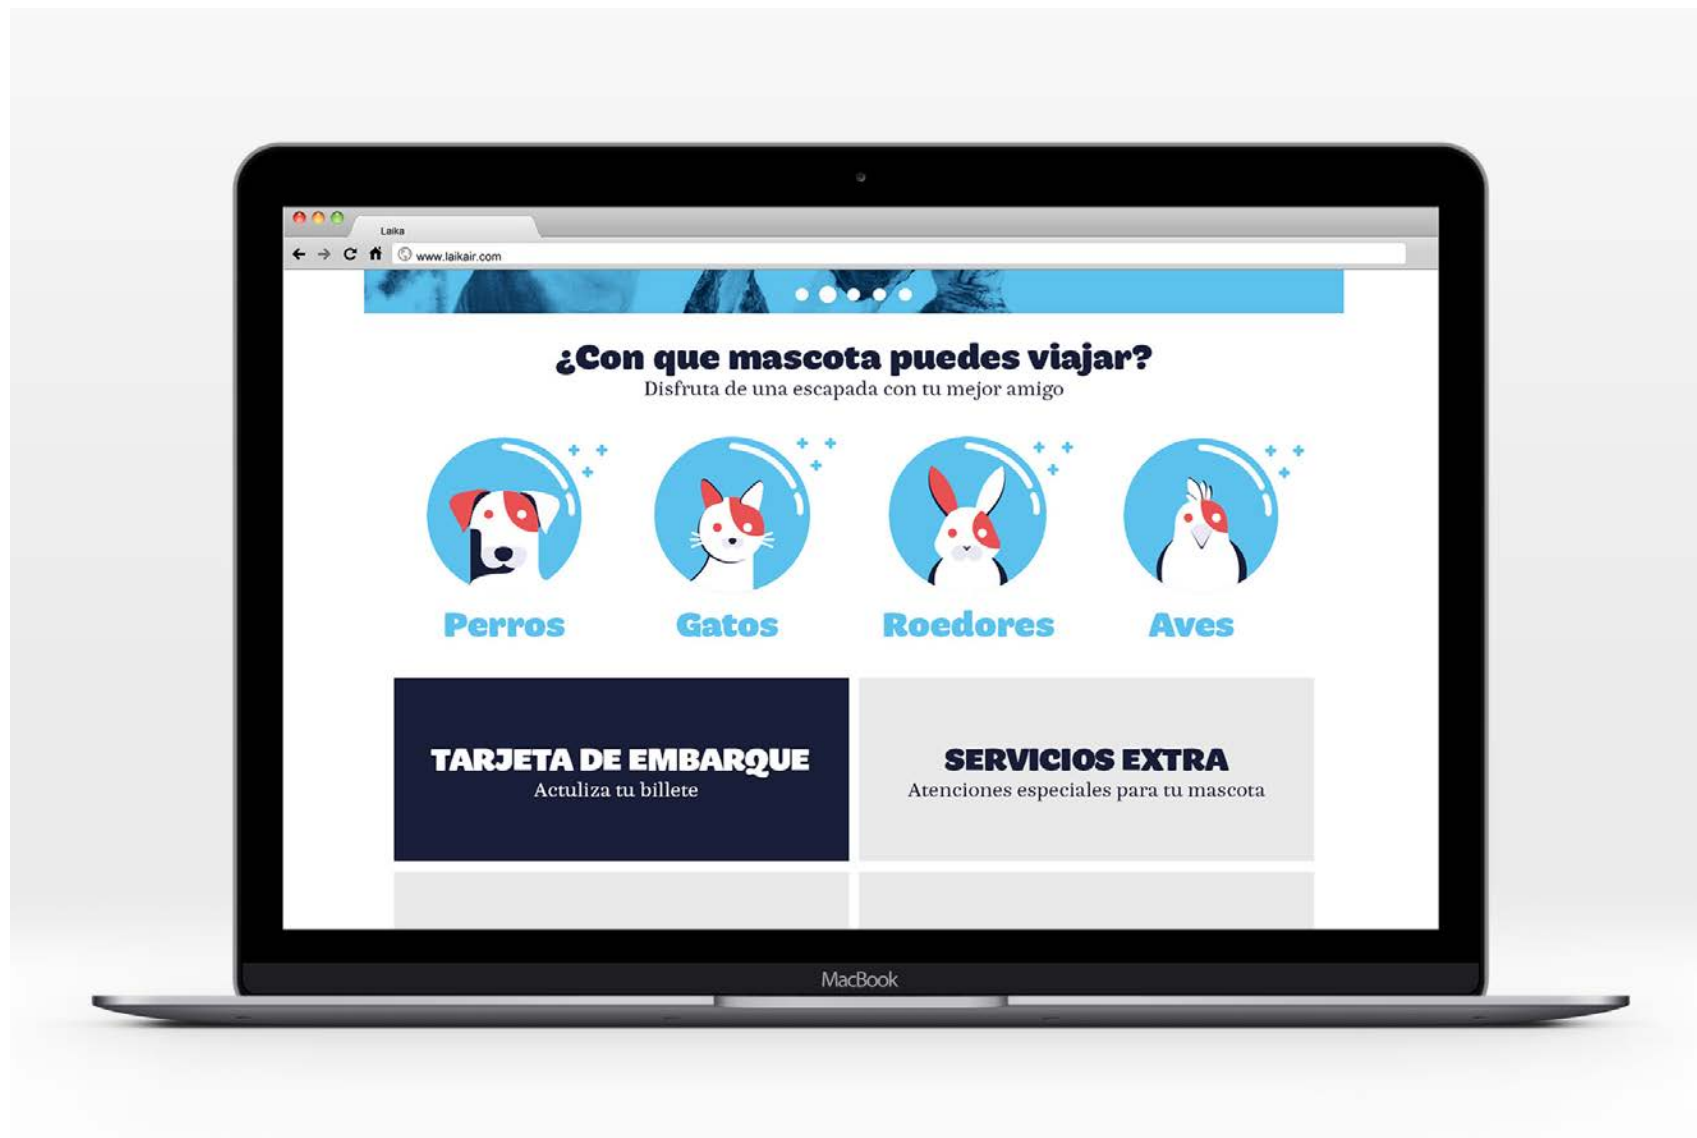 Laika
www.laikair.com
¿Con que mascota puedes viajar?
Disfruta de una escapada con tu mejor amigo
Perros
Gatos
Roedores
Aves
TARJETA DE EMBARQUE
Actuliza tu billete
SERVICIOS EXTRA
Atenciones especiales para tu mascota
MacBook